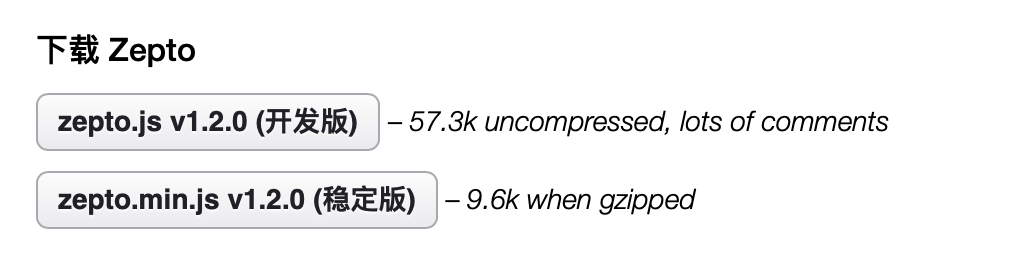 下载 Zepto
zepto.js v1.2.0 (开发版) – 57.3k uncompressed, lots of comments
zepto.min.js v1.2.0 (稳定版) – 9.6k when gzipped